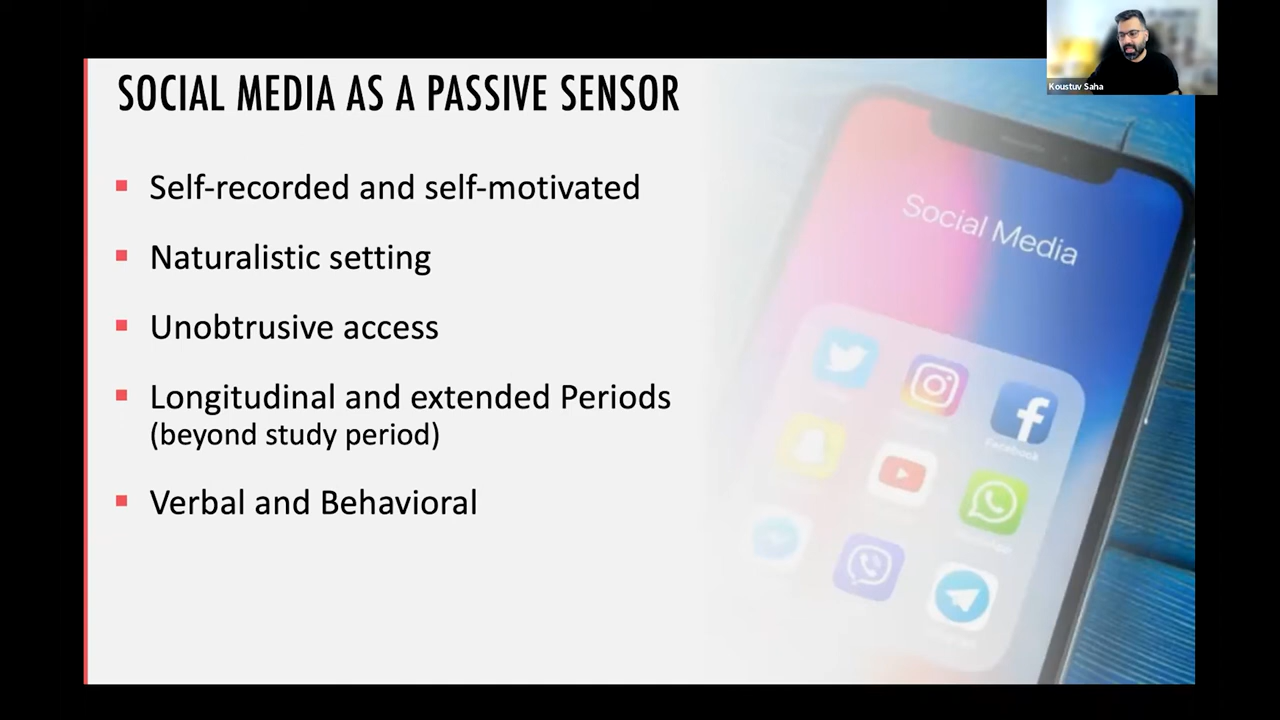 Koustuv Saha
SOCIAL MEDIA AS A PASSIVE SENSOR
Self-recorded and self-motivated
Naturalistic setting
Unobtrusive access
Longitudinal and extended Periods
(beyond study period)
Verbal and Behavioral
Social Media
Facebook